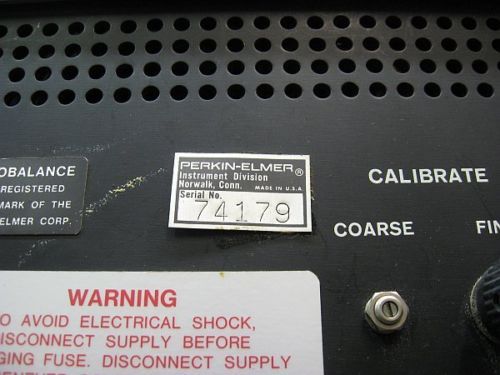 OBALANCE
REGISTERED
MARK OF THE
ELMER CORP.
PERKIN-ELMER®
Instrument Division
Norwalk, Conn. MADE IN U.S.A
Serial No.
74179
CALIBRATE
COARSE
FIN
WARNING
O AVOID ELECTRICAL SHOCK,
ISCONNECT SUPPLY BEFORE
GING FUSE. DISCONNECT SUPPLY